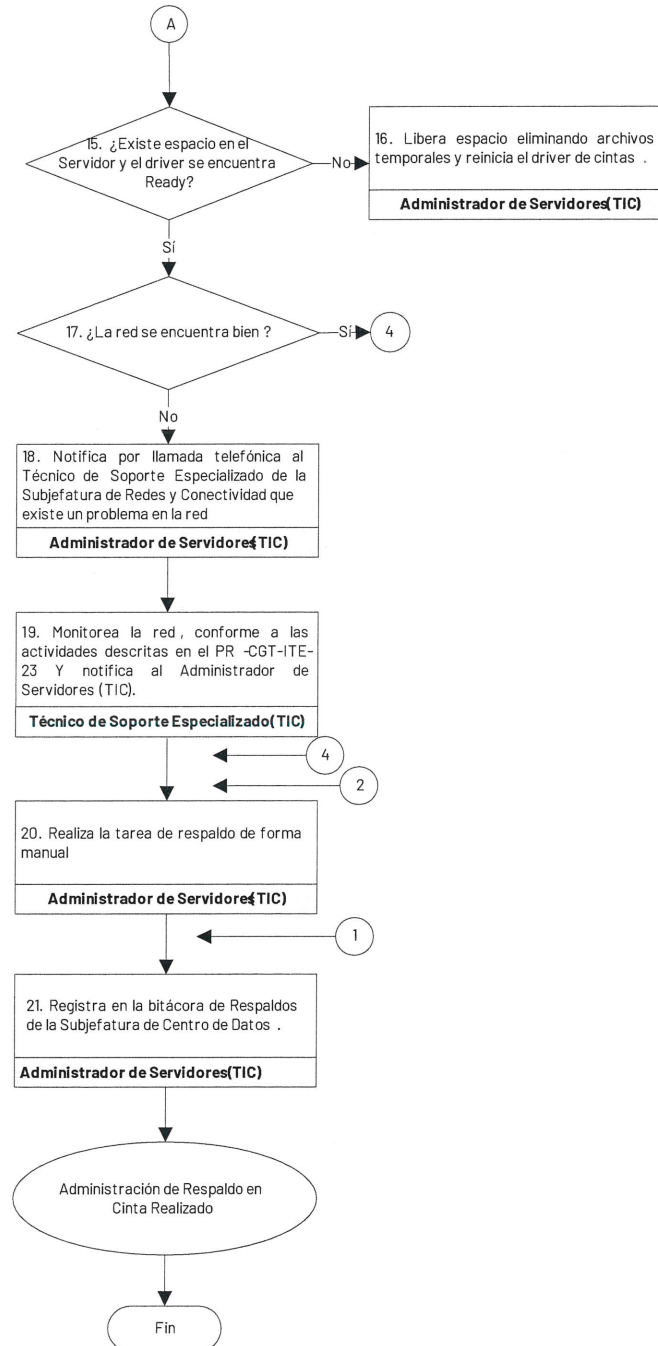 A
15. ¿Existe espacio en el
Servidor y el driver se encuentra
Ready?
No
16. Libera espacio eliminando archivos
temporales y reinicia el driver de cintas .
Administrador de Servidores(TIC)
Sí
17. ¿La red se encuentra bien ?
Sí
4
No
18. Notifica por llamada telefónica al
Técnico de Soporte Especializado de la
Subjefatura de Redes y Conectividad que
existe un problema en la red
Administrador de Servidores(TIC)
19. Monitorea la red , conforme a las
actividades descritas en el PR -CGT-ITE-
23 Y notifica al Administrador de
Servidores (TIC).
Técnico de Soporte Especializado(TIC)
4
2
20. Realiza la tarea de respaldo de forma
manual
Administrador de Servidores(TIC)
1
21. Registra en la bitácora de Respaldos
de la Subjefatura de Centro de Datos .
Administrador de Servidores(TIC)
Administración de Respaldo en
Cinta Realizado
Fin